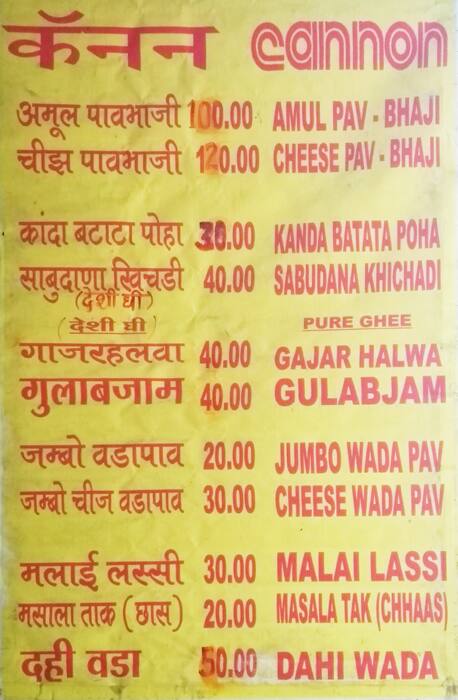 कॅनन cannon
अमूल पावभाजी 100.00 AMUL PAV - BHAJI
चीझ पावभाजी 120.00 CHEESE PAV - BHAJI
कांदा बटाटा पोहा 30.00 KANDA BATATA POHA
साबुदाणा खिचडी 40.00 SABUDANA KHICHADI
(देशी घी)
(देशी घी) PURE GHEE
गाजरहलवा 40.00 GAJAR HALWA
गुलाबजाम 40.00 GULABJAM
जम्बो वडापाव 20.00 JUMBO WADA PAV
जम्बो चीज वडापाव 30.00 CHEESE WADA PAV
मलाई लस्सी 30.00 MALAI LASSI
मसाला ताक (छास) 20.00 MASALA TAK (CHHAAS)
दही वडा 50.00 DAHI WADA